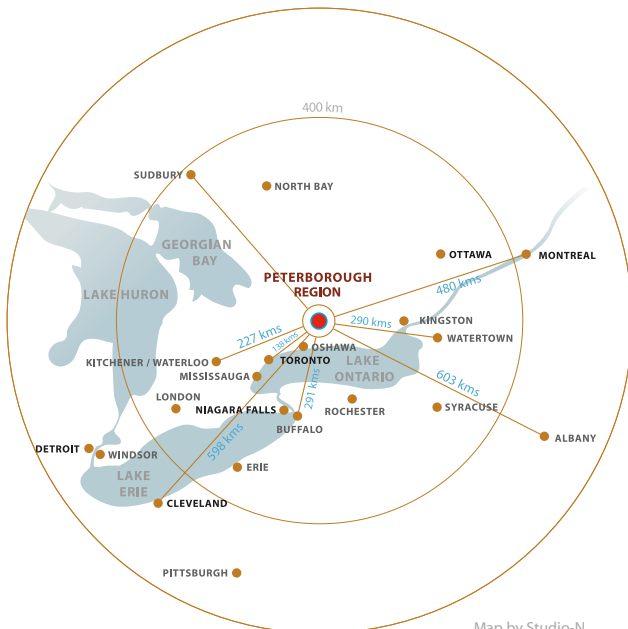 400 km
SUDBURY
NORTH BAY
GEORGIAN
BAY
OTTAWA
MONTREAL
PETERBOROUGH
REGION
LAKE HURON
480 kms
290 kms
KINGSTON
227 kms
138 kms
WATERTOWN
OSHAWA
KITCHENER / WATERLOO
TORONTO
LAKE
ONTARIO
MISSISSAUGA
291 kms
603 kms
LONDON
NIAGARA FALLS
ROCHESTER
SYRACUSE
BUFFALO
598 kms
ALBANY
DETROIT
WINDSOR
ERIE
LAKE
ERIE
CLEVELAND
PITTSBURGH
Map by Studio-N